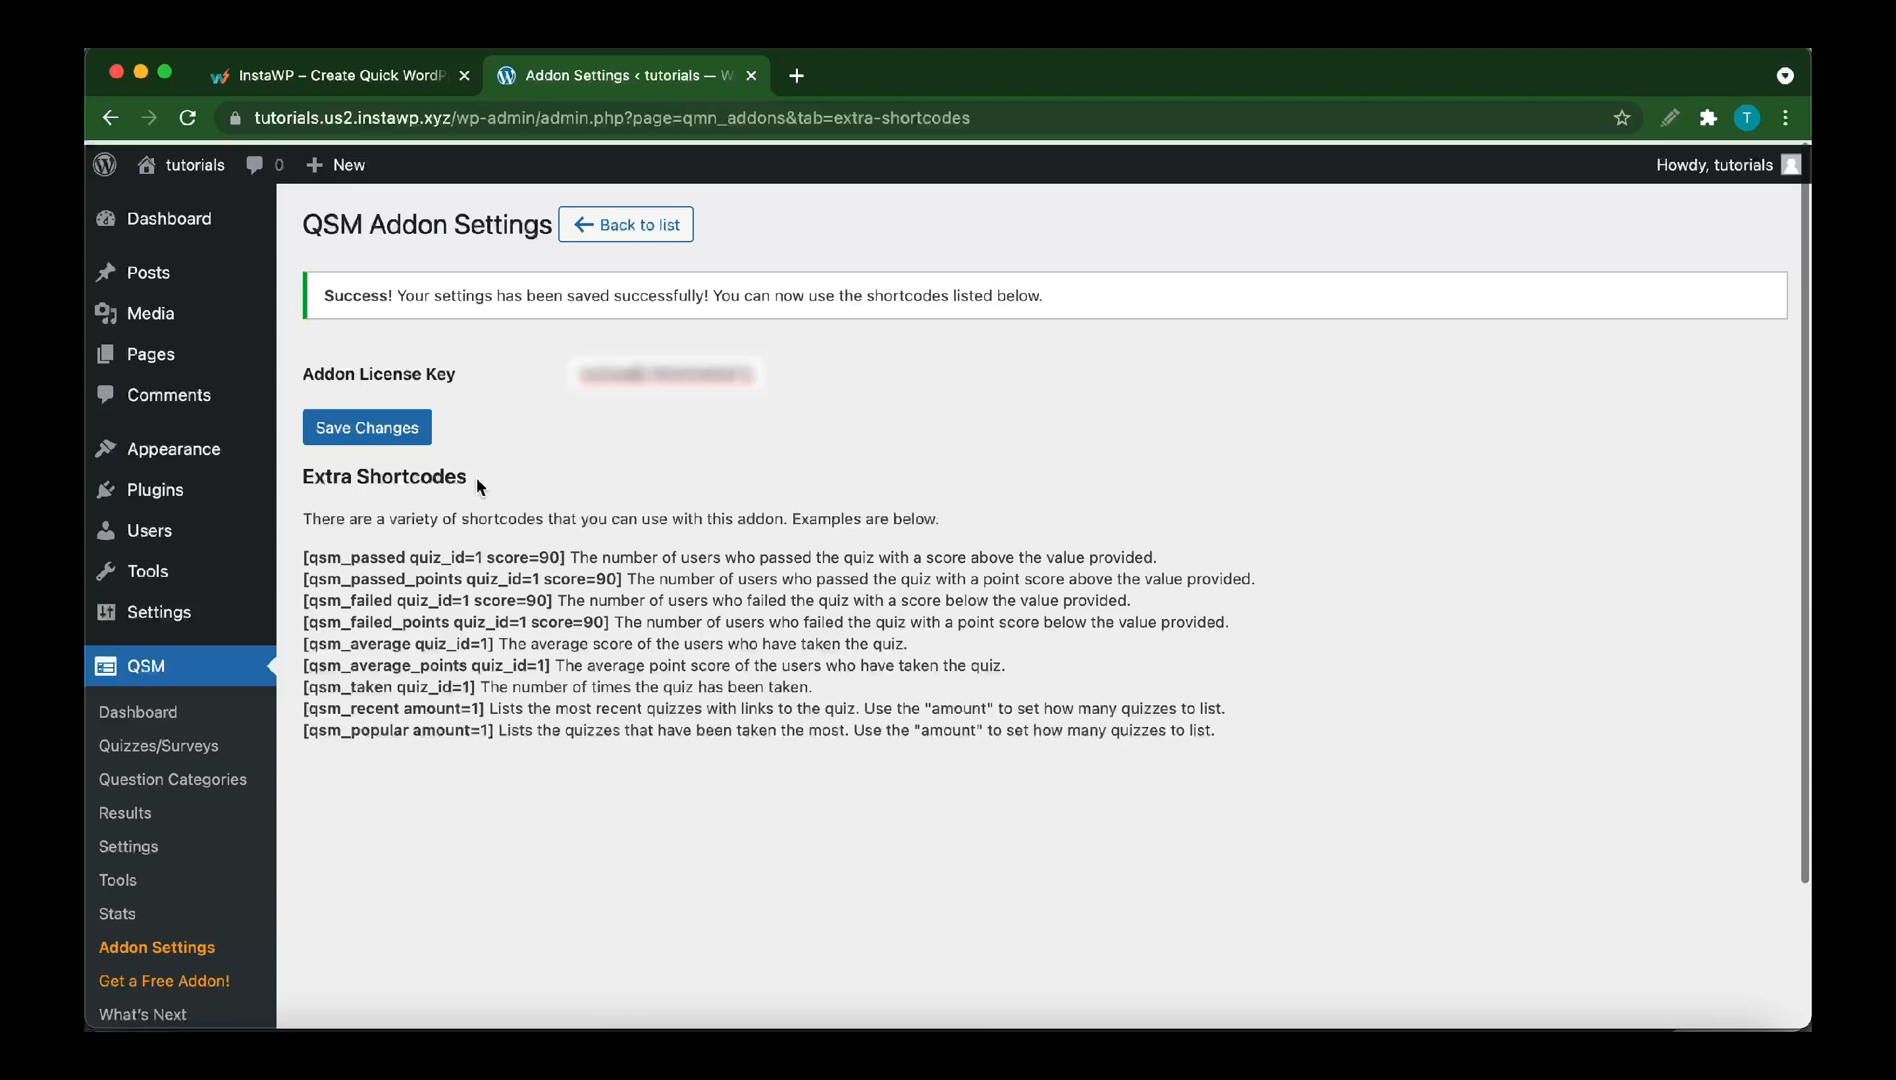 InstaWP – Create Quick WordP
Addon Settings ‹ tutorials — W
tutorials.us2.instawp.xyz/wp-admin/admin.php?page=qmn_addons&tab=extra-shortcodes
T
tutorials
0
New
Howdy, tutorials
Dashboard
Posts
Media
Pages
Comments
Appearance
Plugins
Users
Tools
Settings
QSM
Dashboard
Quizzes/Surveys
Question Categories
Results
Settings
Tools
Stats
Addon Settings
Get a Free Addon!
What's Next
QSM Addon Settings
Back to list
Success! Your settings has been saved successfully! You can now use the shortcodes listed below.
Addon License Key
Save Changes
Extra Shortcodes
There are a variety of shortcodes that you can use with this addon. Examples are below.
[qsm_passed quiz_id=1 score=90] The number of users who passed the quiz with a score above the value provided.
[qsm_passed_points quiz_id=1 score=90] The number of users who passed the quiz with a point score above the value provided.
[qsm_failed quiz_id=1 score=90] The number of users who failed the quiz with a score below the value provided.
[qsm_failed_points quiz_id=1 score=90] The number of users who failed the quiz with a point score below the value provided.
[qsm_average quiz_id=1] The average score of the users who have taken the quiz.
[qsm_average_points quiz_id=1] The average point score of the users who have taken the quiz.
[qsm_taken quiz_id=1] The number of times the quiz has been taken.
[qsm_recent amount=1] Lists the most recent quizzes with links to the quiz. Use the "amount" to set how many quizzes to list.
[qsm_popular amount=1] Lists the quizzes that have been taken the most. Use the "amount" to set how many quizzes to list.